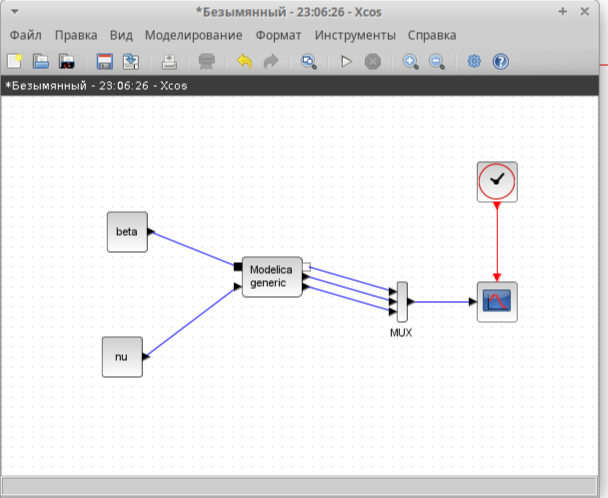 *Безымянный - 23:06:26 - Xcos
Файл Правка Вид Моделирование Формат Инструменты Справка
*Безымянный - 23:06:26 - Xcos
beta
Modelica
generic
MUX
nu